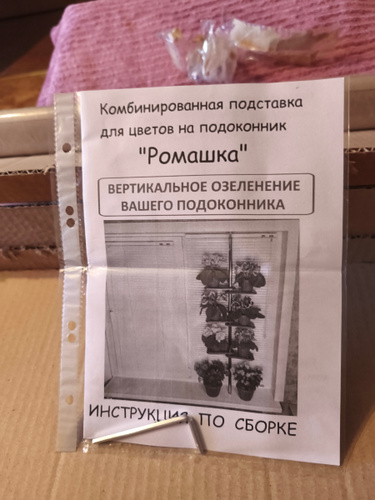 Комбинированная подставка
для цветов на подоконник
"Ромашка"
ВЕРТИКАЛЬНОЕ ОЗЕЛЕНЕНИЕ
ВАШЕГО ПОДОКОННИКА
ИНСТРУКЦИЯ ПО СБОРКЕ